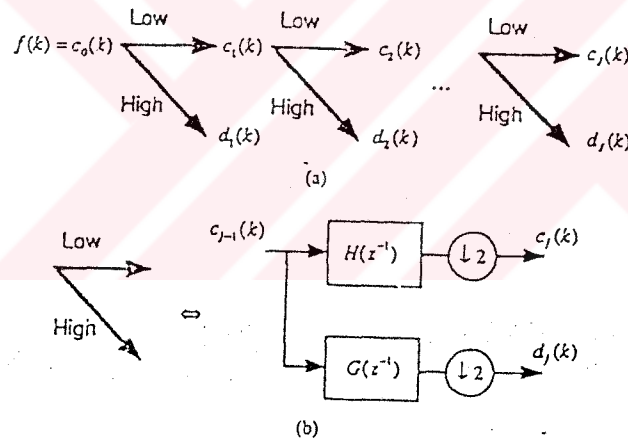 Low Low Low
f(k) = c₀(k) c₁(k) c₂(k) ... c_J(k)
High High High
d₁(k) d₂(k) d_J(k)
(a)
Low c_{j-1}(k) H(z⁻¹) ↓2 c_j(k)
High ⇔
G(z⁻¹) ↓2 d_j(k)
(b)